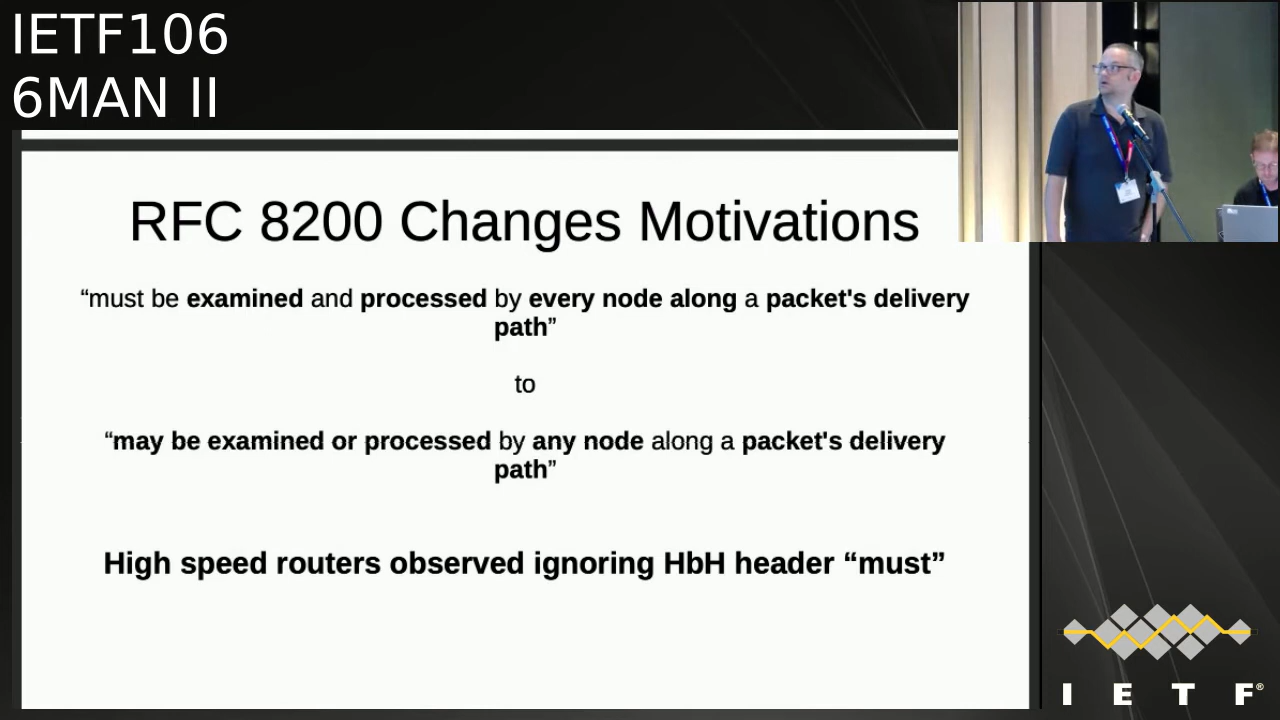 IETF106
6MAN II
RFC 8200 Changes Motivations
“must be examined and processed by every node along a packet's delivery
path”
to
“may be examined or processed by any node along a packet's delivery
path”
High speed routers observed ignoring HbH header “must”
I E T F®